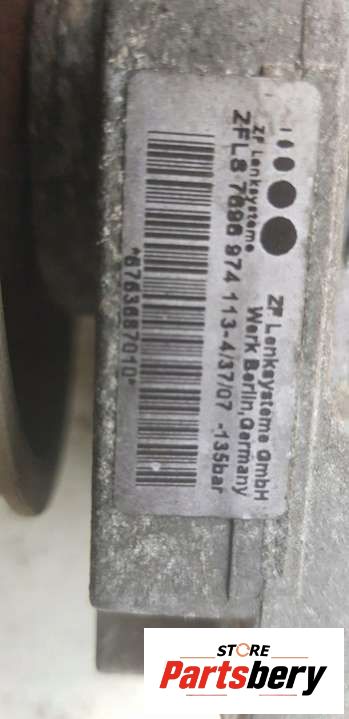 ZF Lenksysteme GmbH
Werk Berlin, Germany
ZF Lenksysteme
ZFLS 7696 974 113-4/37/07 -135bar
*6763687010*
STORE
Partsbery